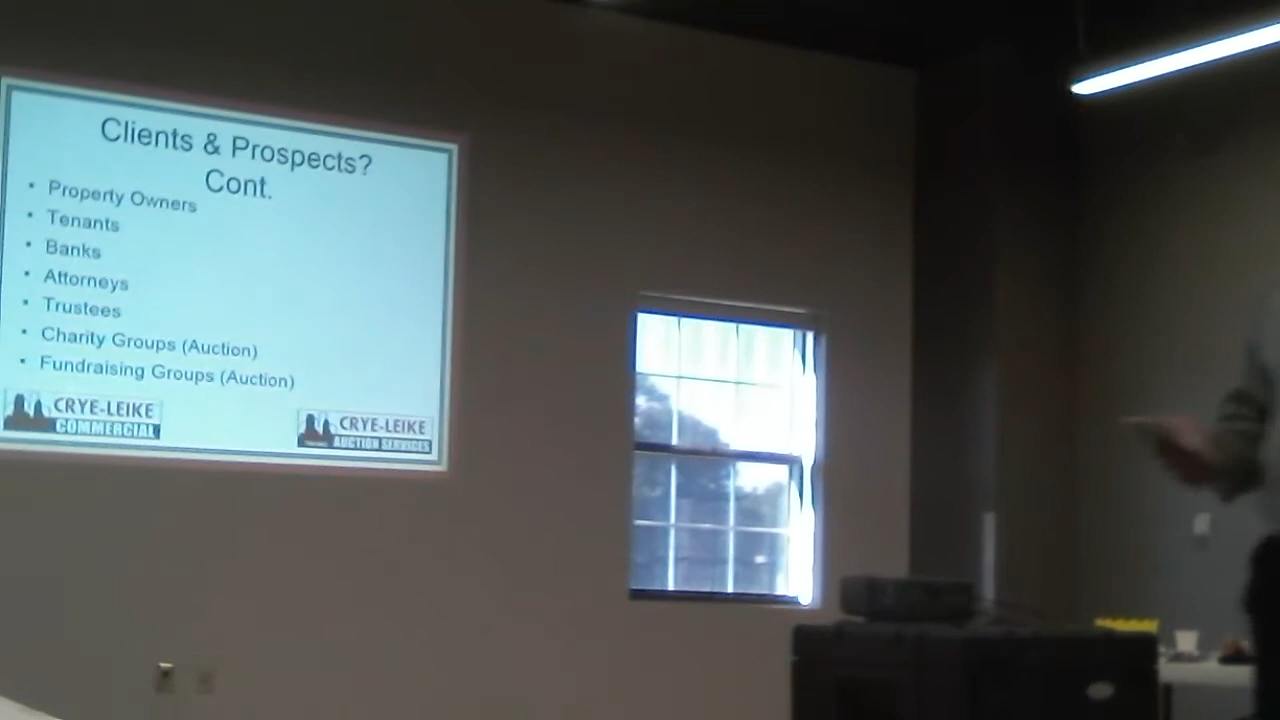 Clients & Prospects?
Cont.
• Property Owners
• Tenants
• Banks
• Attorneys
• Trustees
• Charity Groups (Auction)
• Fundraising Groups (Auction)
CRYE-LEIKE
COMMERCIAL
CRYE-LEIKE
AUCTION SERVICES